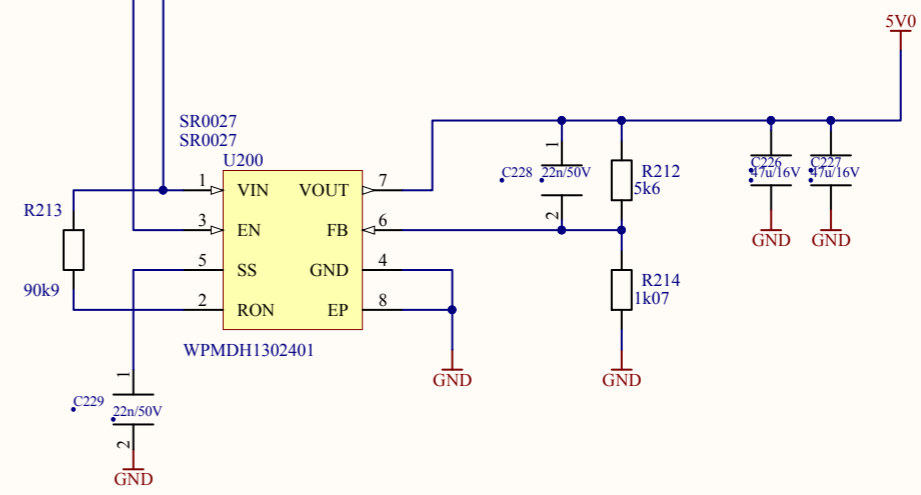 5V0
SR0027
SR0027
U200
1 VIN VOUT 7
3 EN FB 6
5 SS GND 4
2 RON EP 8
WPMDH1302401
R213
90k9
1
C228 22n/50V
2
R212
5k6
R214
1k07
C226
47u/16V
C227
47u/16V
GND
GND
GND
GND
1
C229 22n/50V
2
GND